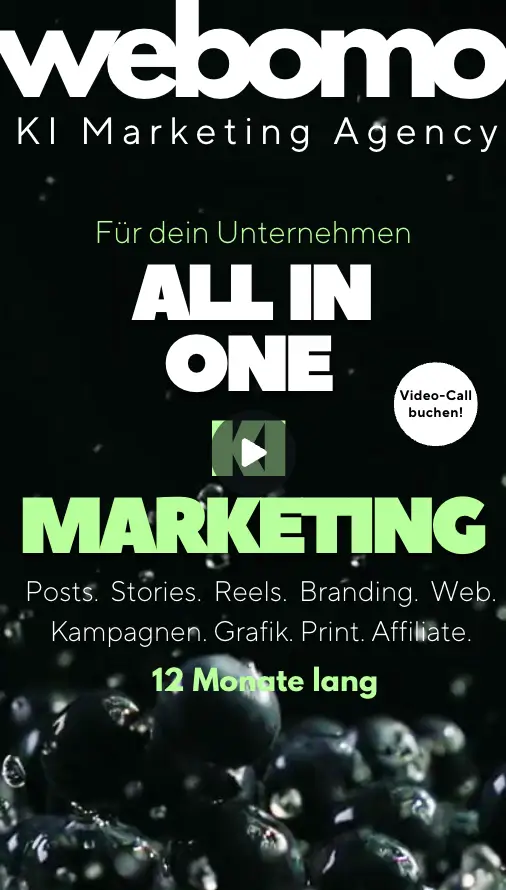 webomo
KI Marketing Agency
Für dein Unternehmen
ALL IN
ONE
Video-Call
buchen!
KI
MARKETING
Posts. Stories. Reels. Branding. Web.
Kampagnen. Grafik. Print. Affiliate.
12 Monate lang